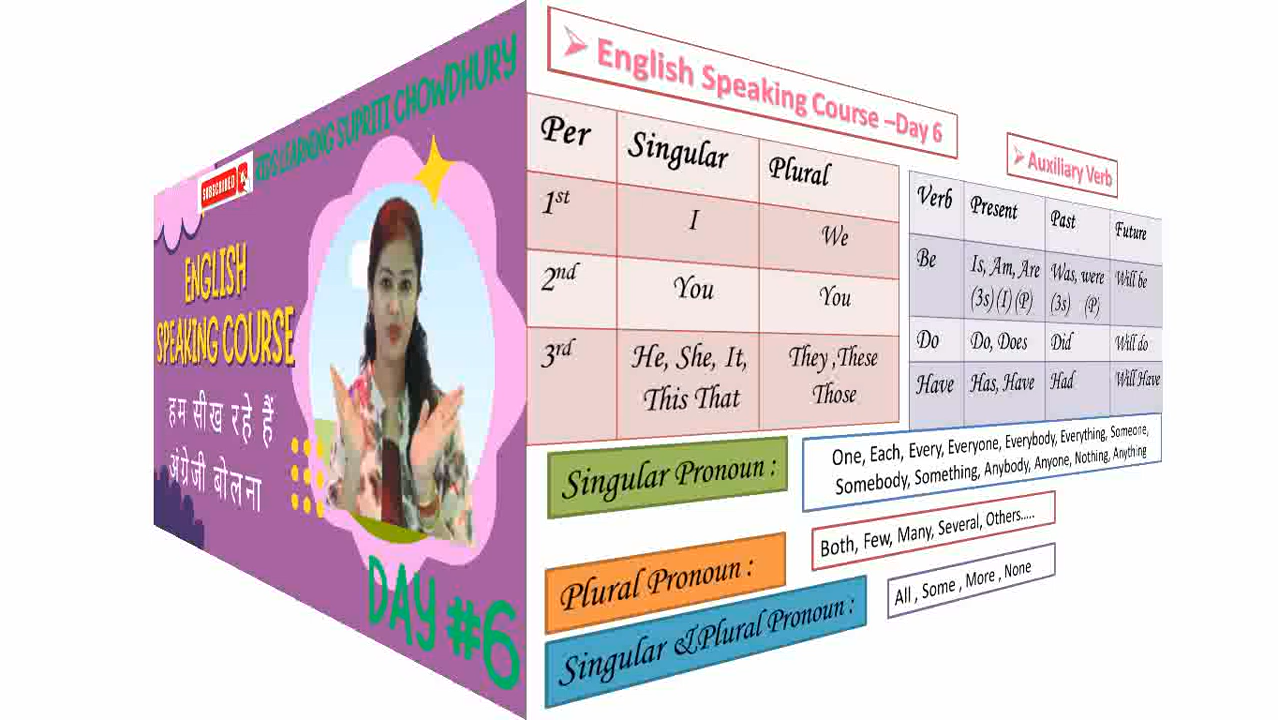 KIDS LEARNING SUPRITI CHOWDHURY
SUBSCRIBED
ENGLISH
SPEAKING COURSE
हम सीख रहे हैं
अंग्रेजी बोलना
DAY #6
English Speaking Course –Day 6
Per Singular Plural
1st I We
2nd You You
3rd He, She, It, They ,These
This That Those
Auxiliary Verb
Verb Present Past Future
Be Is, Am, Are Was, were Will be
(3s) (I) (P) (3s) (P)
Do Do, Does Did Will do
Have Has, Have Had Will Have
Singular Pronoun :
One, Each, Every, Everyone, Everybody, Everything, Someone,
Somebody, Something, Anybody, Anyone, Nothing, Anything
Plural Pronoun :
Both, Few, Many, Several, Others.....
Singular &Plural Pronoun :
All , Some , More , None